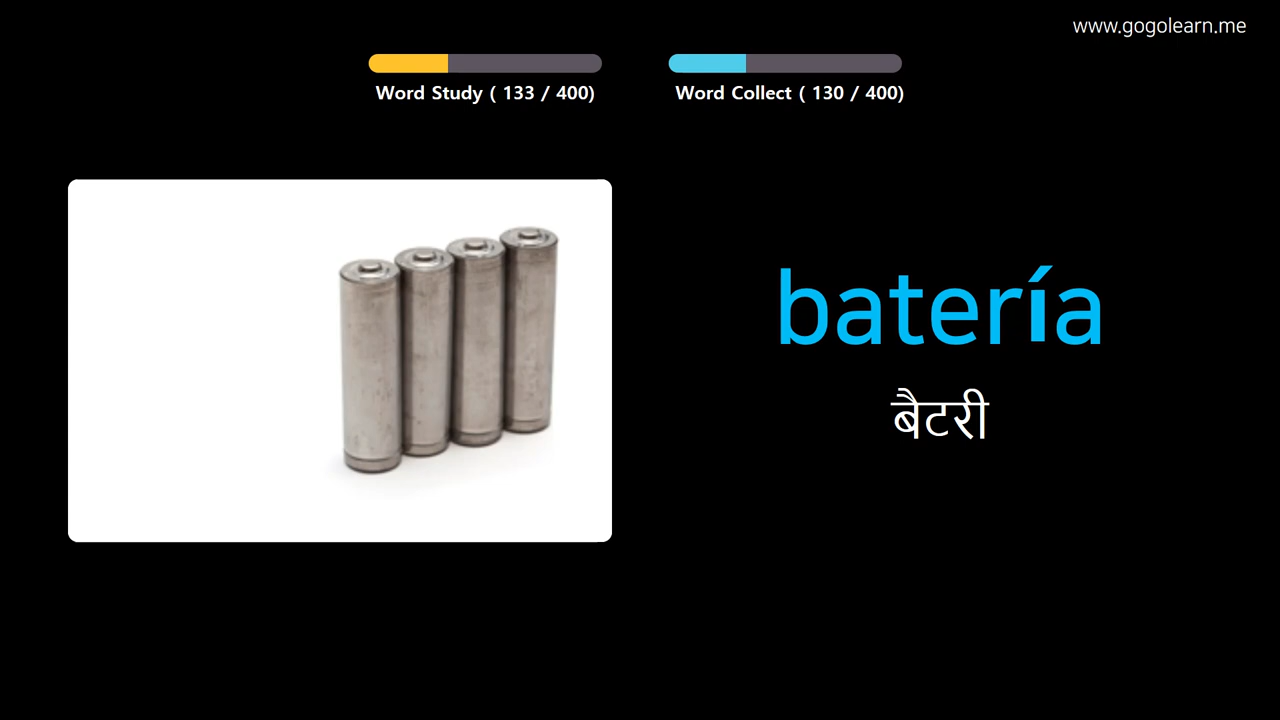 www.gogolearn.me
Word Study ( 133 / 400)
Word Collect ( 130 / 400)
batería
बैटरी